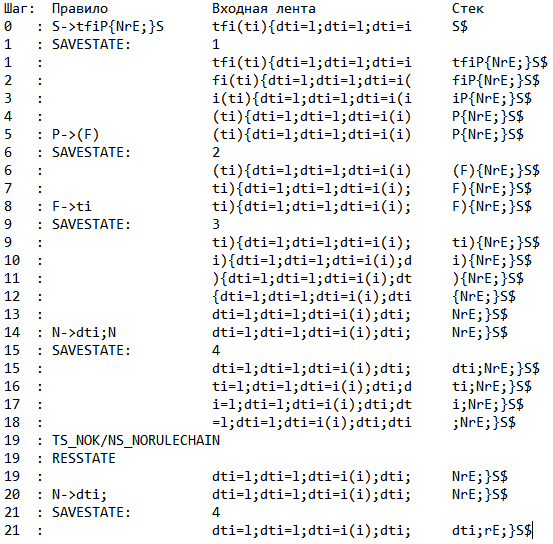 Шаг:  Правило             Входная лента                 Стек
0   : S->tfiP{NrE;}S      tfi(ti){dti=l;dti=l;dti=i     S$
1   : SAVESTATE:          1
1   :                     tfi(ti){dti=l;dti=l;dti=i     tfiP{NrE;}S$
2   :                     fi(ti){dti=l;dti=l;dti=i(     fiP{NrE;}S$
3   :                     i(ti){dti=l;dti=l;dti=i(i     iP{NrE;}S$
4   :                     (ti){dti=l;dti=l;dti=i(i)     P{NrE;}S$
5   : P->(F)              (ti){dti=l;dti=l;dti=i(i)     P{NrE;}S$
6   : SAVESTATE:          2
6   :                     (ti){dti=l;dti=l;dti=i(i)     (F){NrE;}S$
7   :                     ti){dti=l;dti=l;dti=i(i);     F){NrE;}S$
8   : F->ti               ti){dti=l;dti=l;dti=i(i);     F){NrE;}S$
9   : SAVESTATE:          3
9   :                     ti){dti=l;dti=l;dti=i(i);     ti){NrE;}S$
10  :                     i){dti=l;dti=l;dti=i(i);d     i){NrE;}S$
11  :                     ){dti=l;dti=l;dti=i(i);dt     ){NrE;}S$
12  :                     {dti=l;dti=l;dti=i(i);dti     {NrE;}S$
13  :                     dti=l;dti=l;dti=i(i);dti;     NrE;}S$
14  : N->dti;N            dti=l;dti=l;dti=i(i);dti;     NrE;}S$
15  : SAVESTATE:          4
15  :                     dti=l;dti=l;dti=i(i);dti;     dti;NrE;}S$
16  :                     ti=l;dti=l;dti=i(i);dti;d     ti;NrE;}S$
17  :                     i=l;dti=l;dti=i(i);dti;dt     i;NrE;}S$
18  :                     =l;dti=l;dti=i(i);dti;dti     ;NrE;}S$
19  : TS_NOK/NS_NORULECHAIN
19  : RESSTATE
19  :                     dti=l;dti=l;dti=i(i);dti;     NrE;}S$
20  : N->dti;             dti=l;dti=l;dti=i(i);dti;     NrE;}S$
21  : SAVESTATE:          4
21  :                     dti=l;dti=l;dti=i(i);dti;     dti;rE;}S$